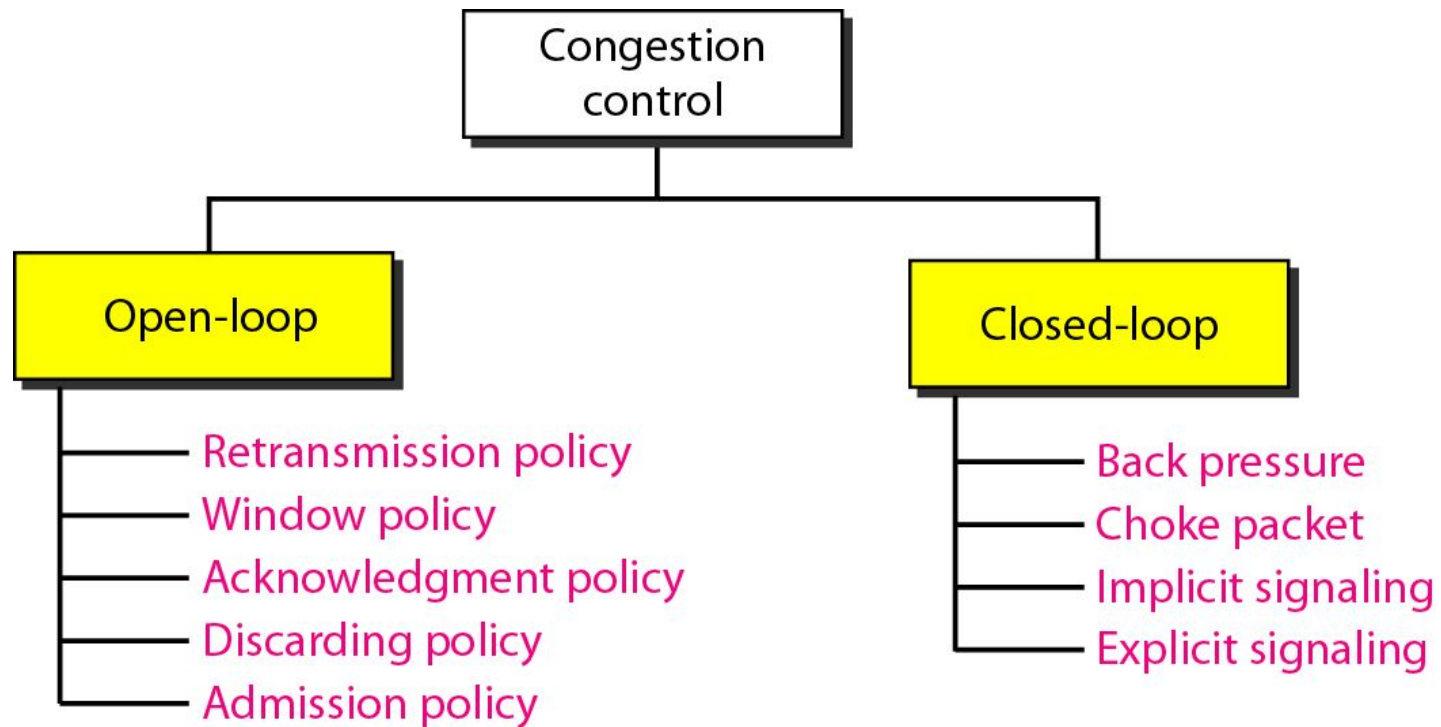 Congestion
control
Open-loop
Retransmission policy
Window policy
Acknowledgment policy
Discarding policy
Admission policy
Closed-loop
Back pressure
Choke packet
Implicit signaling
Explicit signaling